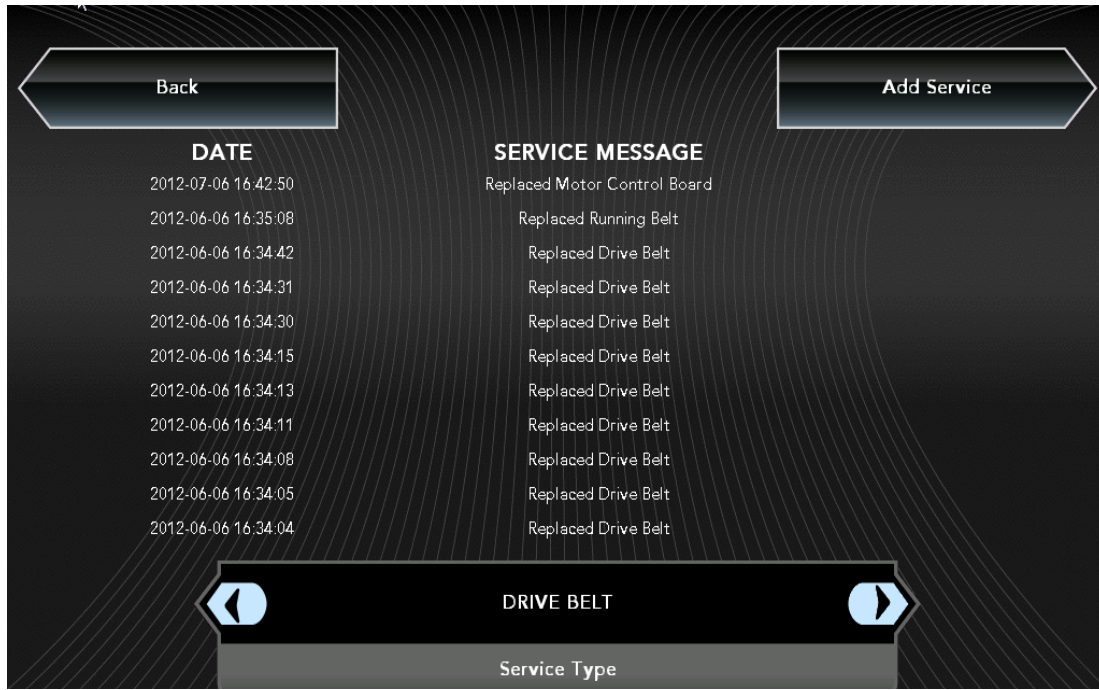 Back
Add Service
DATE SERVICE MESSAGE
2012-07-06 16:42:50 Replaced Motor Control Board
2012-06-06 16:35:08 Replaced Running Belt
2012-06-06 16:34:42 Replaced Drive Belt
2012-06-06 16:34:31 Replaced Drive Belt
2012-06-06 16:34:30 Replaced Drive Belt
2012-06-06 16:34:15 Replaced Drive Belt
2012-06-06 16:34:13 Replaced Drive Belt
2012-06-06 16:34:11 Replaced Drive Belt
2012-06-06 16:34:08 Replaced Drive Belt
2012-06-06 16:34:05 Replaced Drive Belt
2012-06-06 16:34:04 Replaced Drive Belt
DRIVE BELT
Service Type